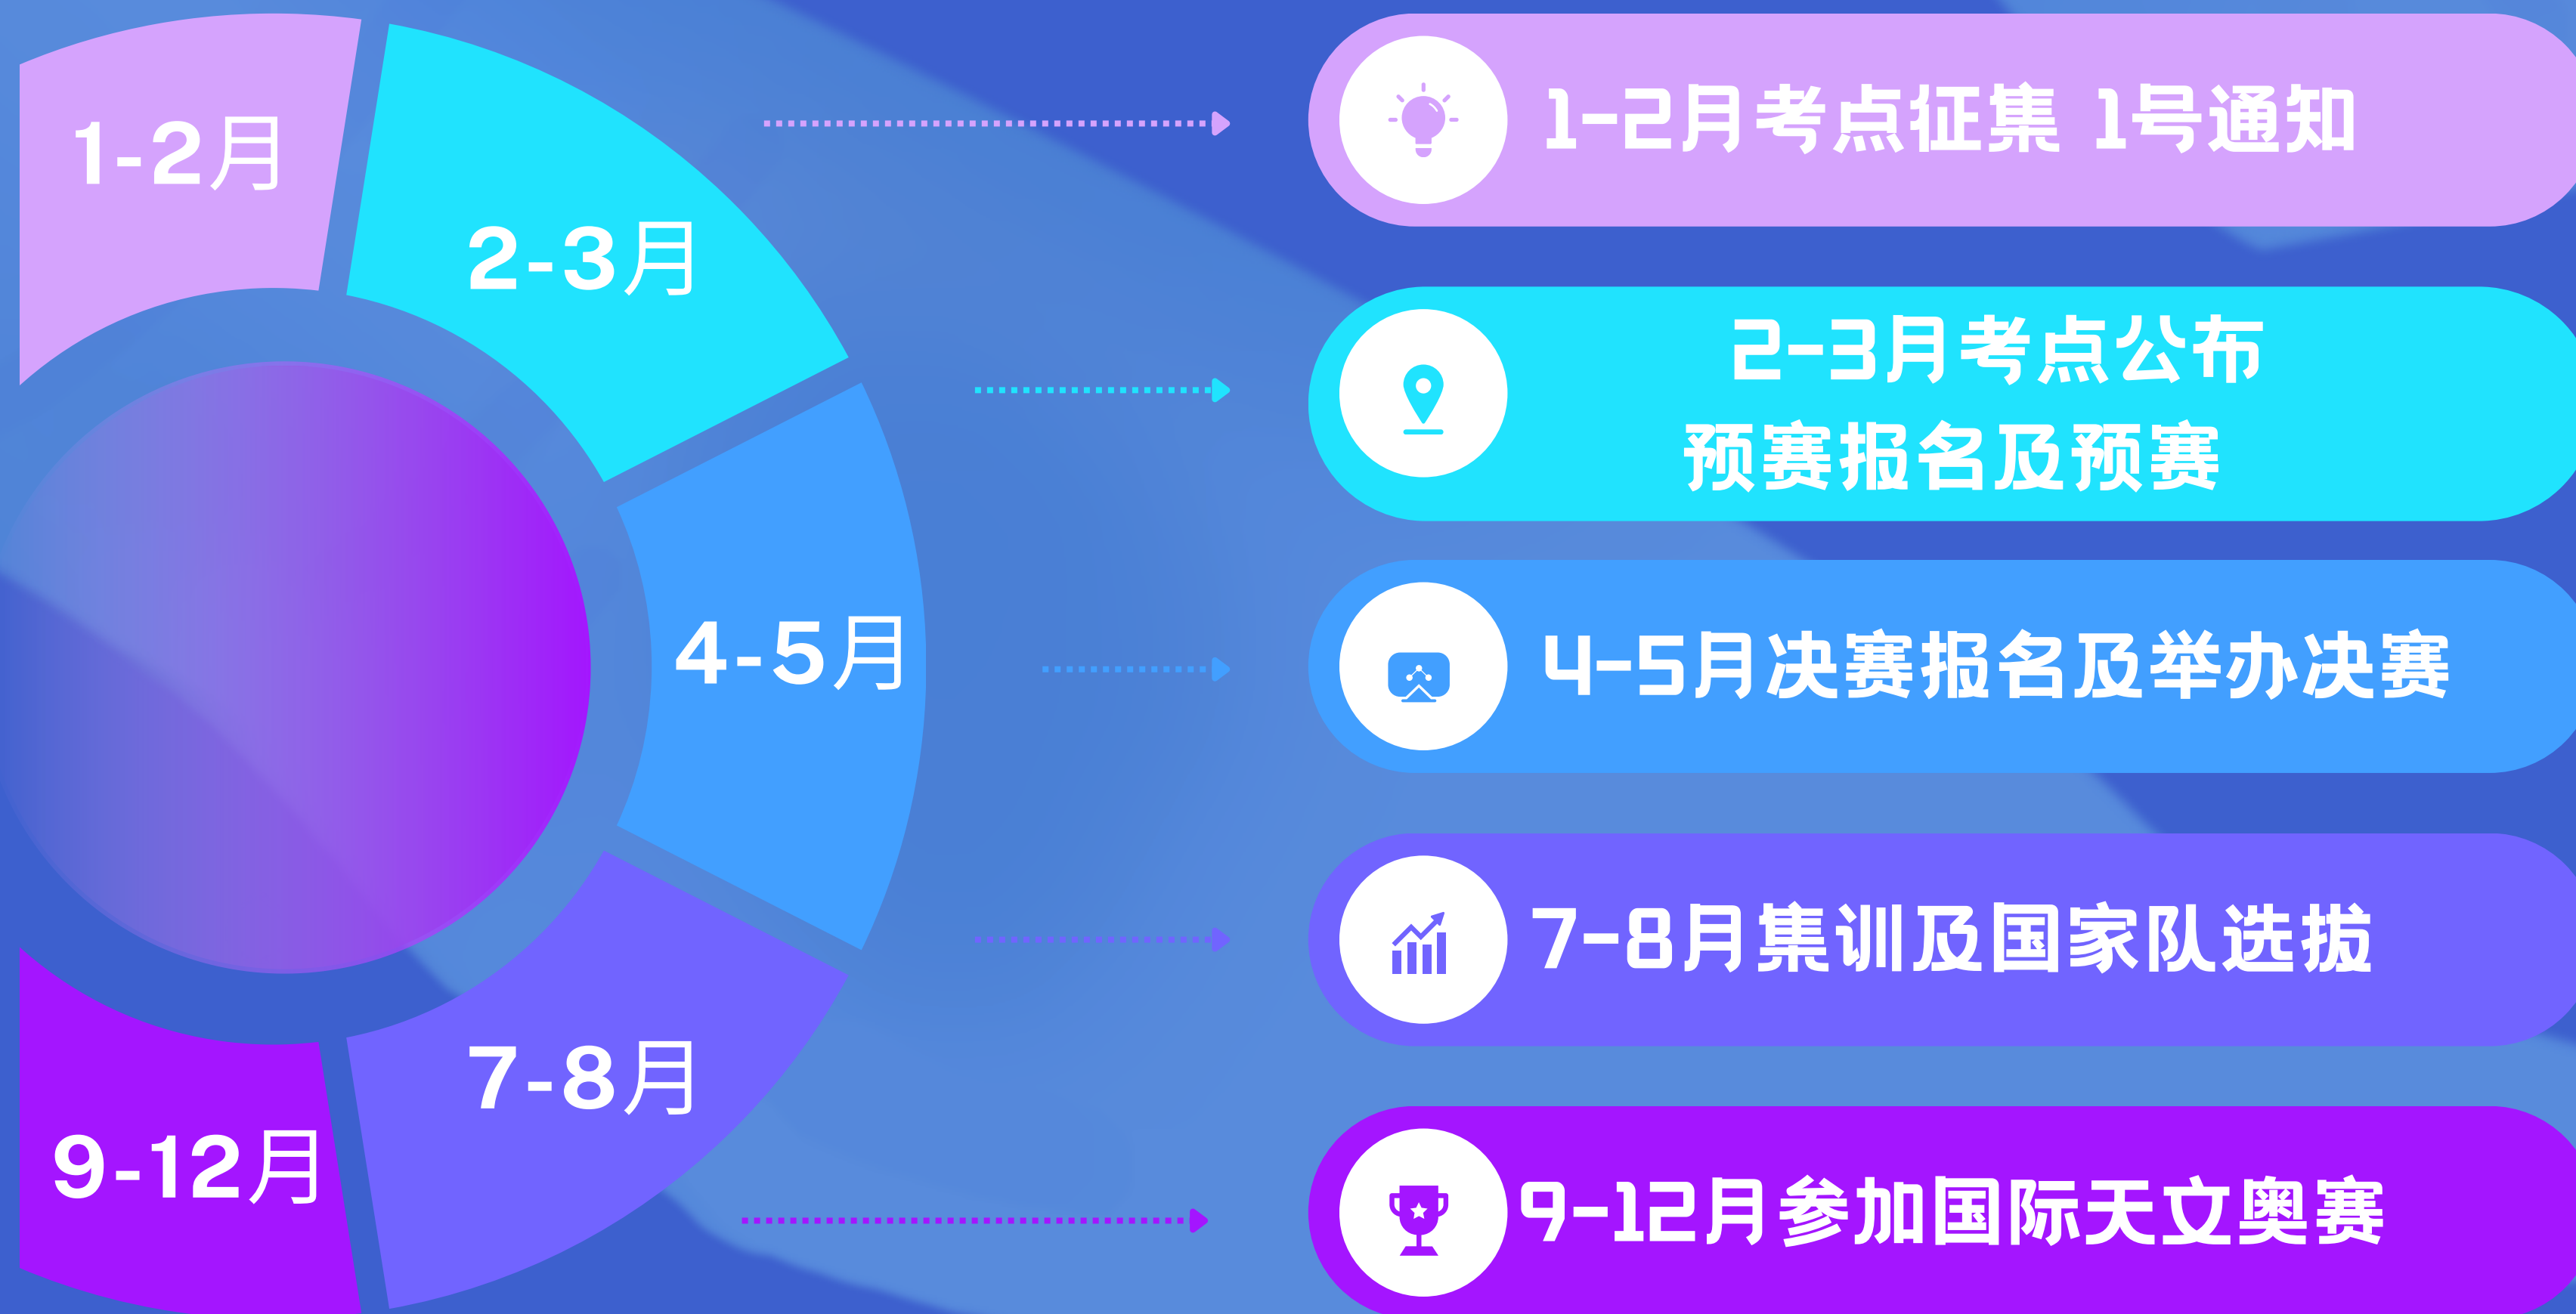 1-2月
2-3月
4-5月
7-8月
9-12月
1-2月考点征集 1号通知
2-3月考点公布
预赛报名及预赛
4-5月决赛报名及举办决赛
7-8月集训及国家队选拔
9-12月参加国际天文奥赛